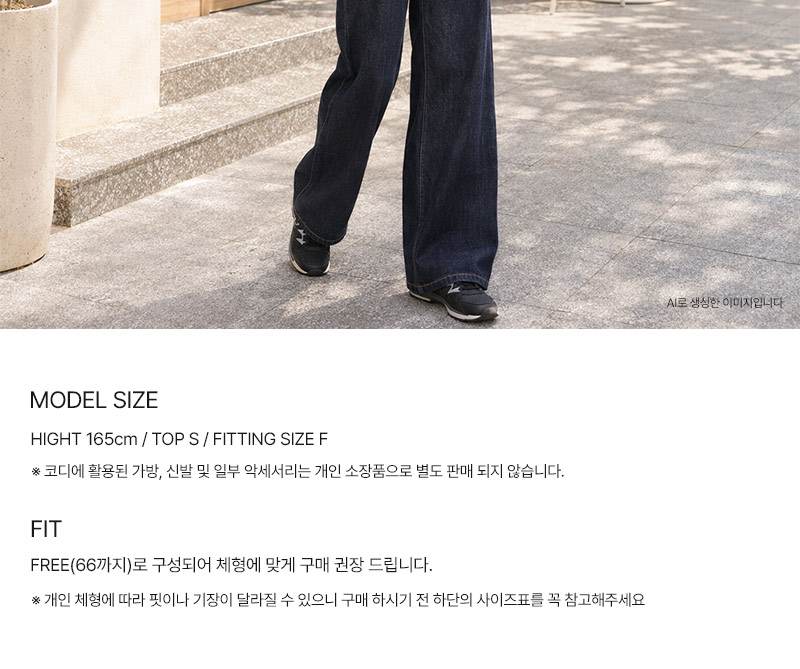 AI로 생성한 이미지입니다
MODEL SIZE
HIGHT 165cm / TOP S / FITTING SIZE F
※ 코디에 활용된 가방, 신발 및 일부 악세서리는 개인 소장품으로 별도 판매 되지 않습니다.
FIT
FREE(66까지)로 구성되어 체형에 맞게 구매 권장 드립니다.
※ 개인 체형에 따라 핏이나 기장이 달라질 수 있으니 구매 하시기 전 하단의 사이즈표를 꼭 참고해주세요